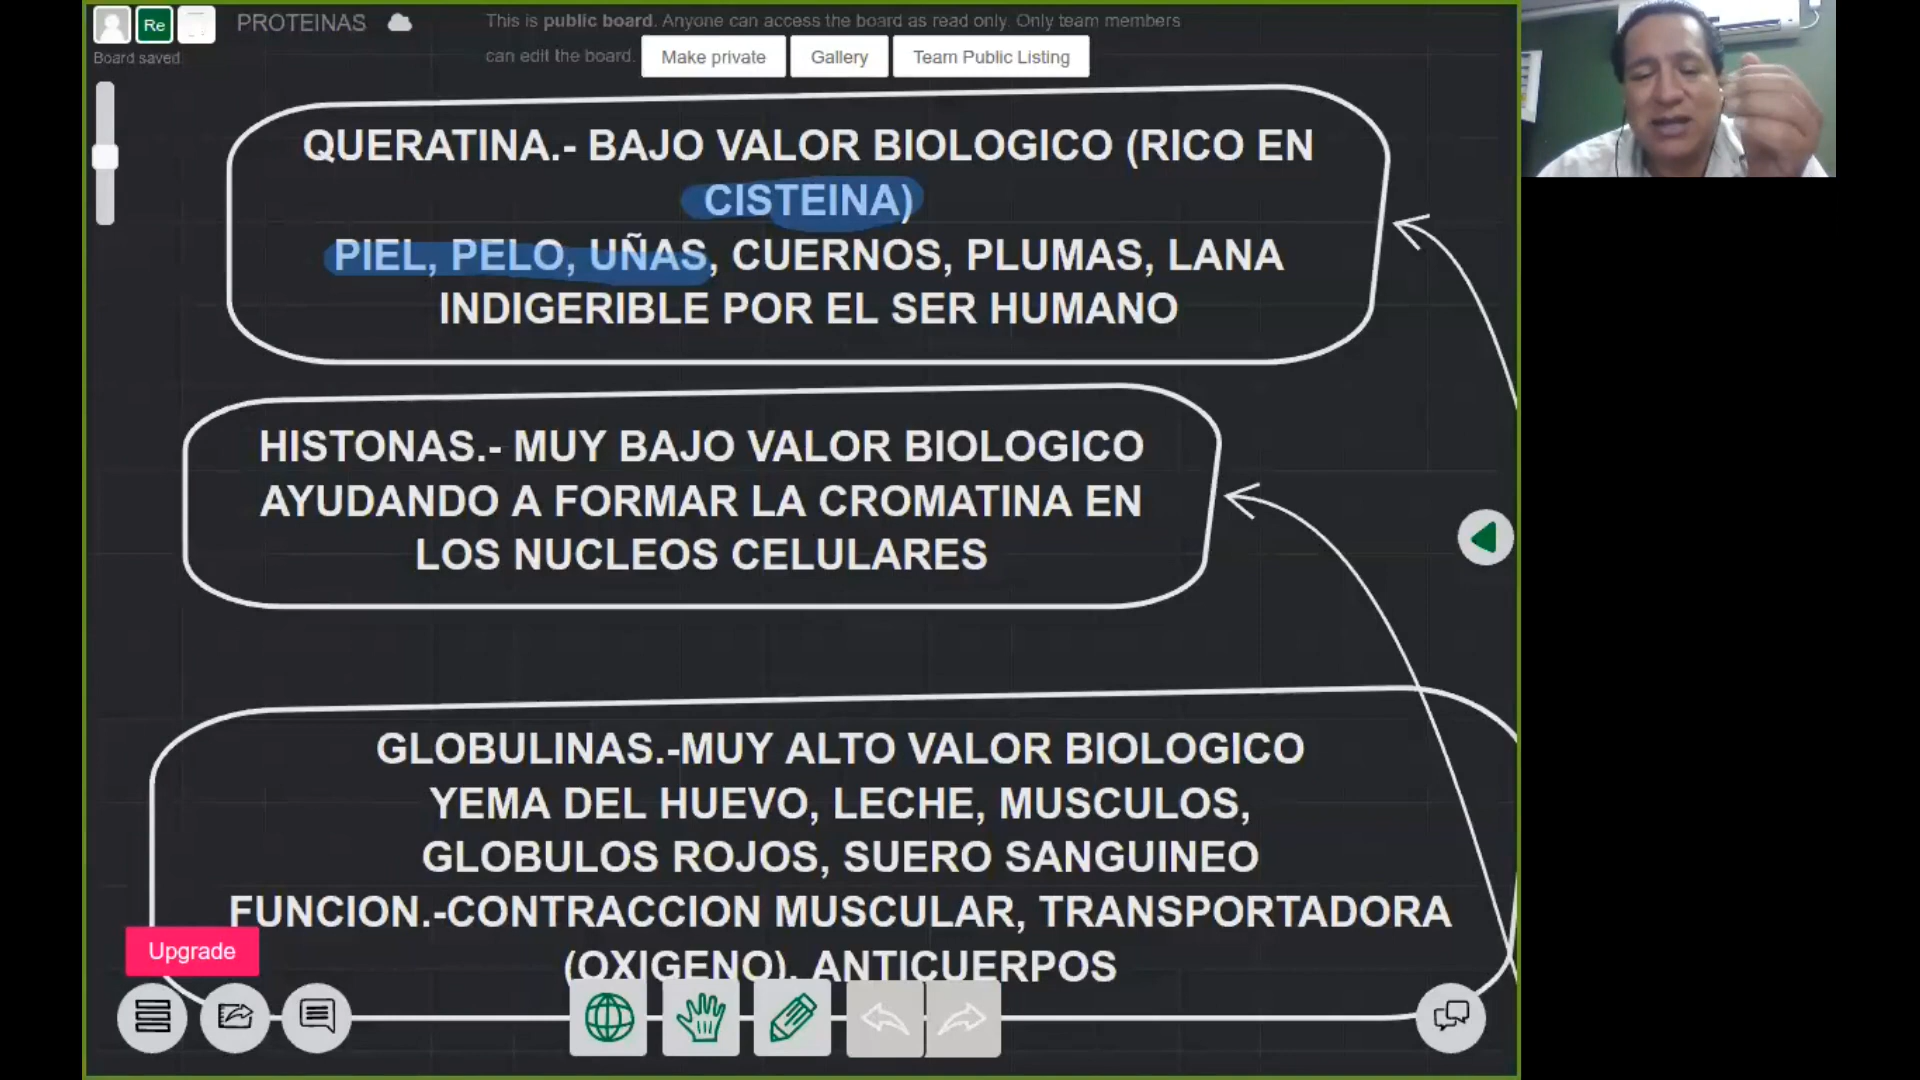 Re
PROTEINAS
This is public board. Anyone can access the board as read only. Only team members
can edit the board.
Make private
Gallery
Team Public Listing
Board saved
QUERATINA.- BAJO VALOR BIOLOGICO (RICO EN
CISTEINA)
PIEL, PELO, UÑAS, CUERNOS, PLUMAS, LANA
INDIGERIBLE POR EL SER HUMANO
HISTONAS.- MUY BAJO VALOR BIOLOGICO
AYUDANDO A FORMAR LA CROMATINA EN
LOS NUCLEOS CELULARES
GLOBULINAS.-MUY ALTO VALOR BIOLOGICO
YEMA DEL HUEVO, LECHE, MUSCULOS,
GLOBULOS ROJOS, SUERO SANGUINEO
FUNCION.-CONTRACCION MUSCULAR, TRANSPORTADORA
(OXIGENO), ANTICUERPOS
Upgrade